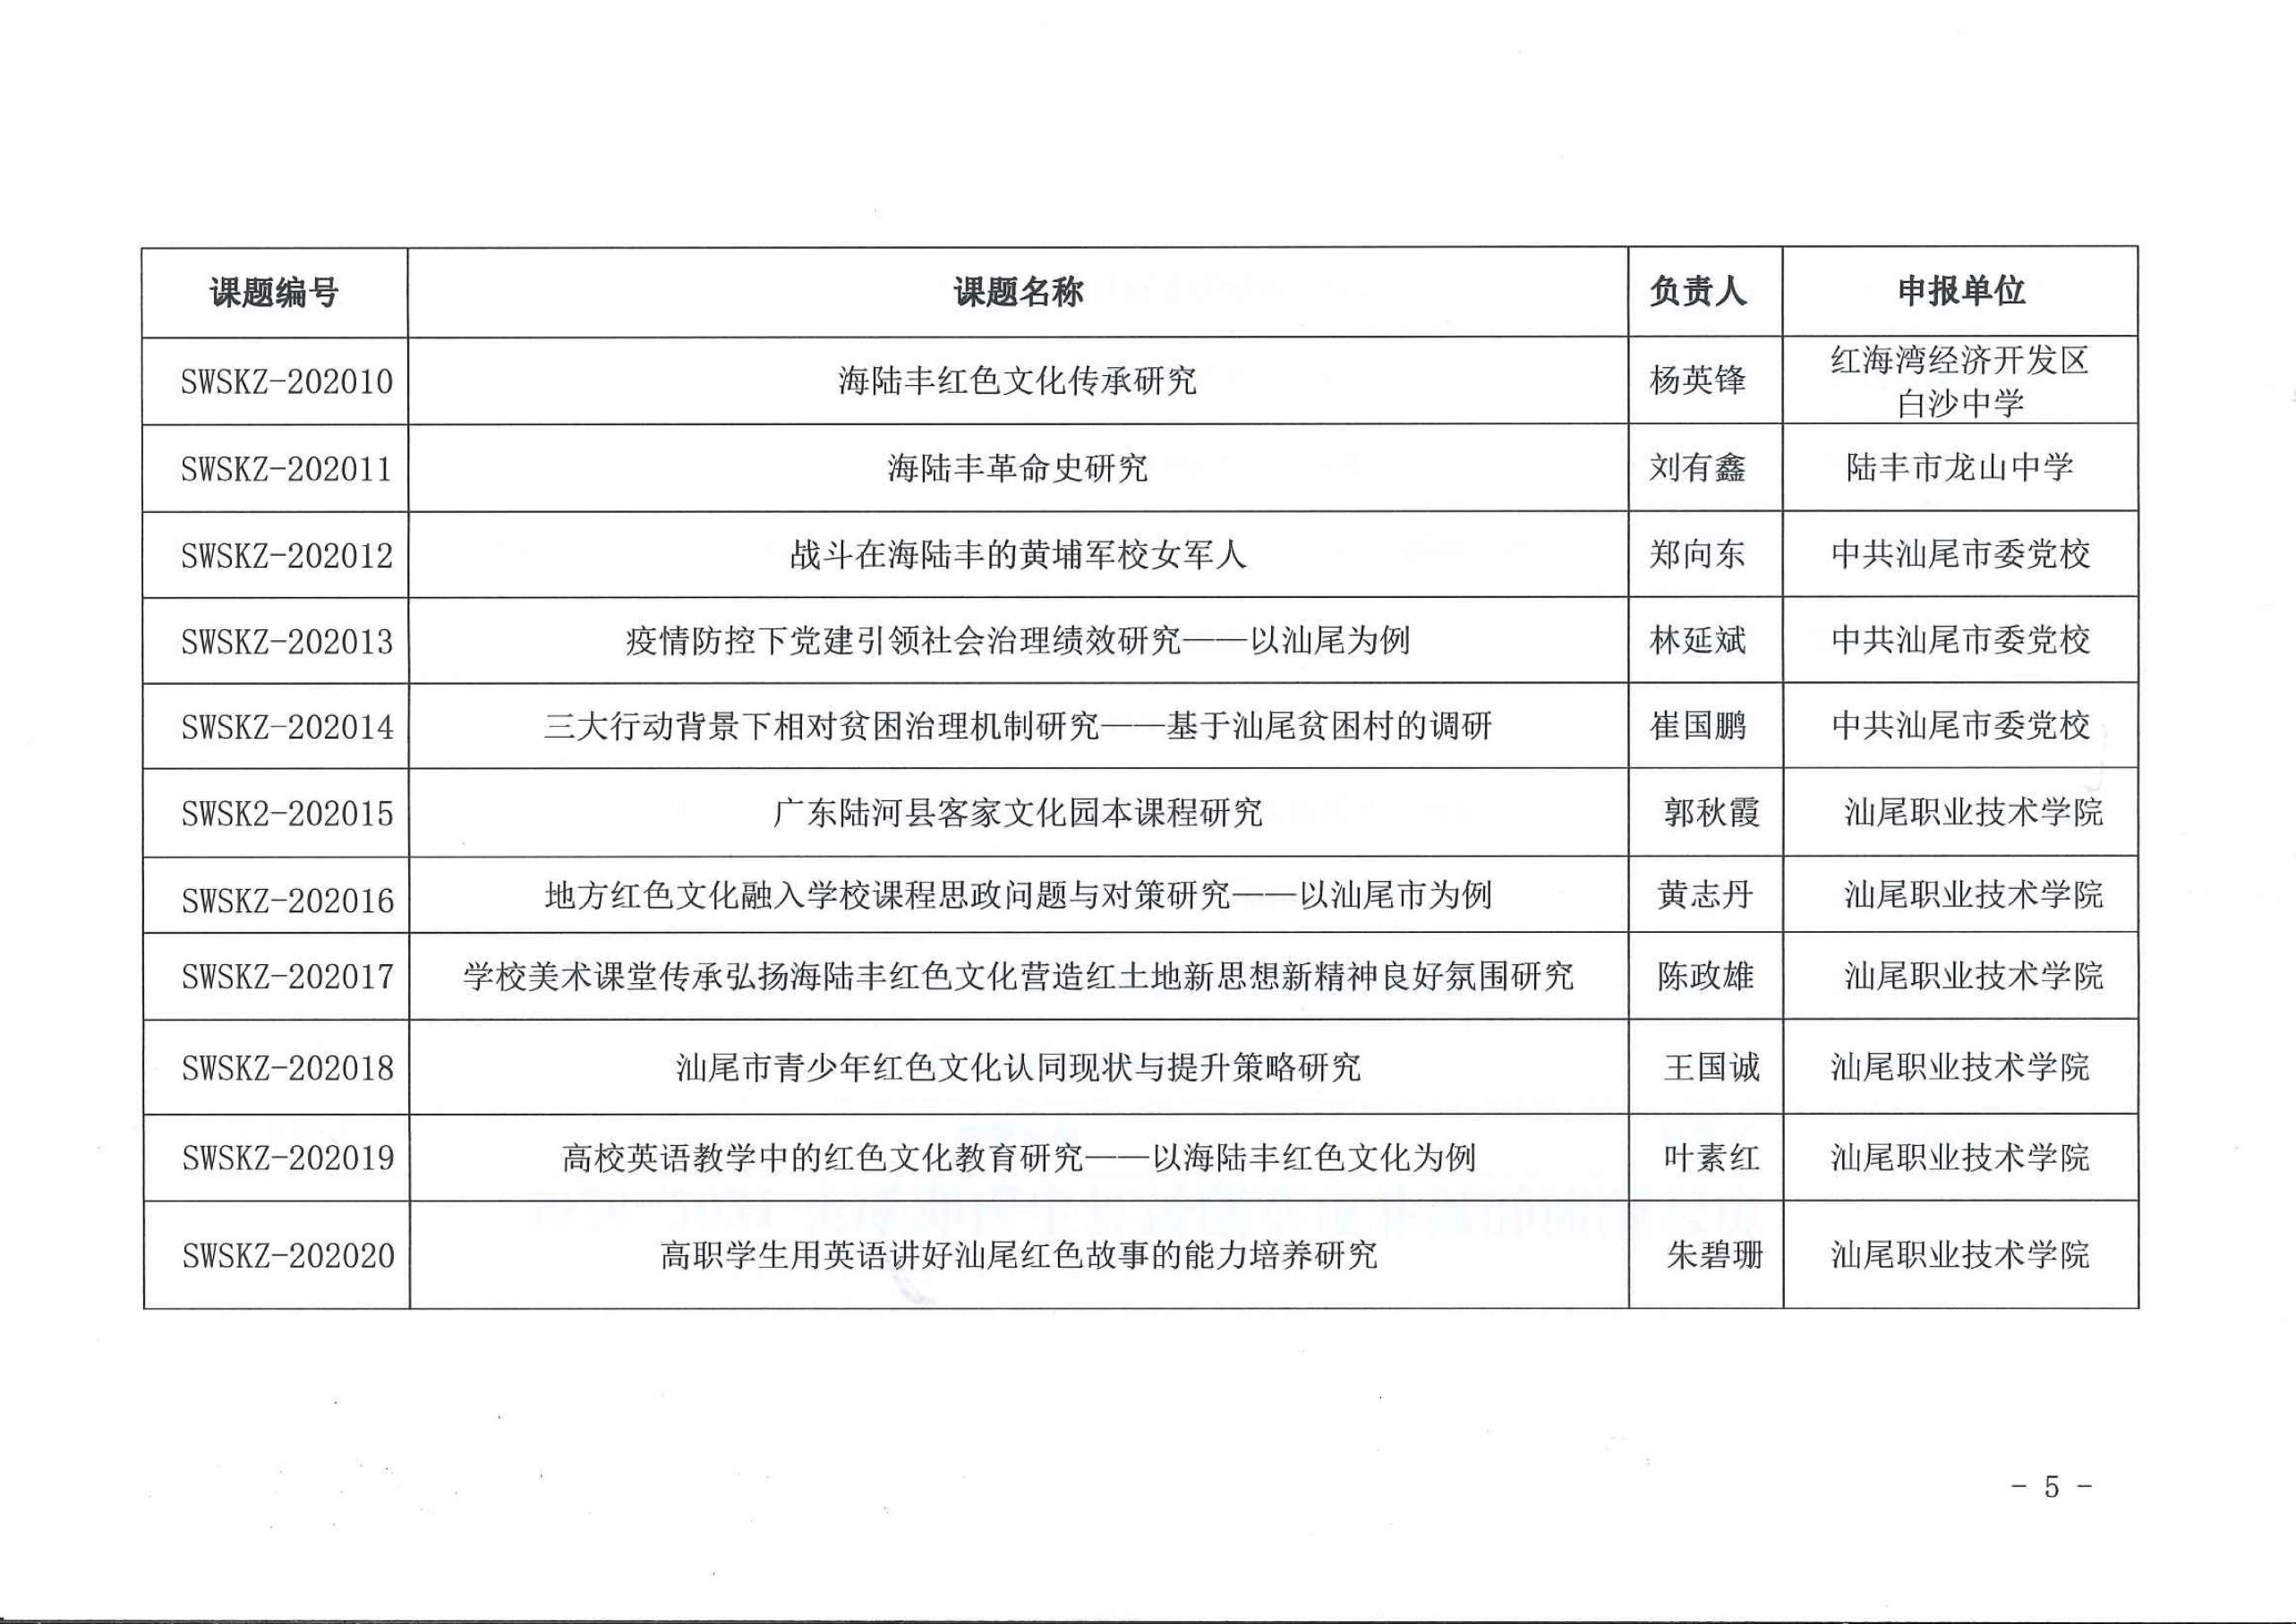 课题编号 课题名称 负责人 申报单位
SWSKZ-202010 海陆丰红色文化传承研究 杨英锋 红海湾经济开发区
白沙中学
SWSKZ-202011 海陆丰革命史研究 刘有鑫 陆丰市龙山中学
SWSKZ-202012 战斗在海陆丰的黄埔军校女军人 郑向东 中共汕尾市委党校
SWSKZ-202013 疫情防控下党建引领社会治理绩效研究——以汕尾为例 林延斌 中共汕尾市委党校
SWSKZ-202014 三大行动背景下相对贫困治理机制研究——基于汕尾贫困村的调研 崔国鹏 中共汕尾市委党校
SWSK2-202015 广东陆河县客家文化园本课程研究 郭秋霞 汕尾职业技术学院
SWSKZ-202016 地方红色文化融入学校课程思政问题与对策研究——以汕尾市为例 黄志丹 汕尾职业技术学院
SWSKZ-202017 学校美术课堂传承弘扬海陆丰红色文化营造红土地新思想新精神良好氛围研究 陈政雄 汕尾职业技术学院
SWSKZ-202018 汕尾市青少年红色文化认同现状与提升策略研究 王国诚 汕尾职业技术学院
SWSKZ-202019 高校英语教学中的红色文化教育研究——以海陆丰红色文化为例 叶素红 汕尾职业技术学院
SWSKZ-202020 高职学生用英语讲好汕尾红色故事的能力培养研究 朱碧珊 汕尾职业技术学院
- 5 -